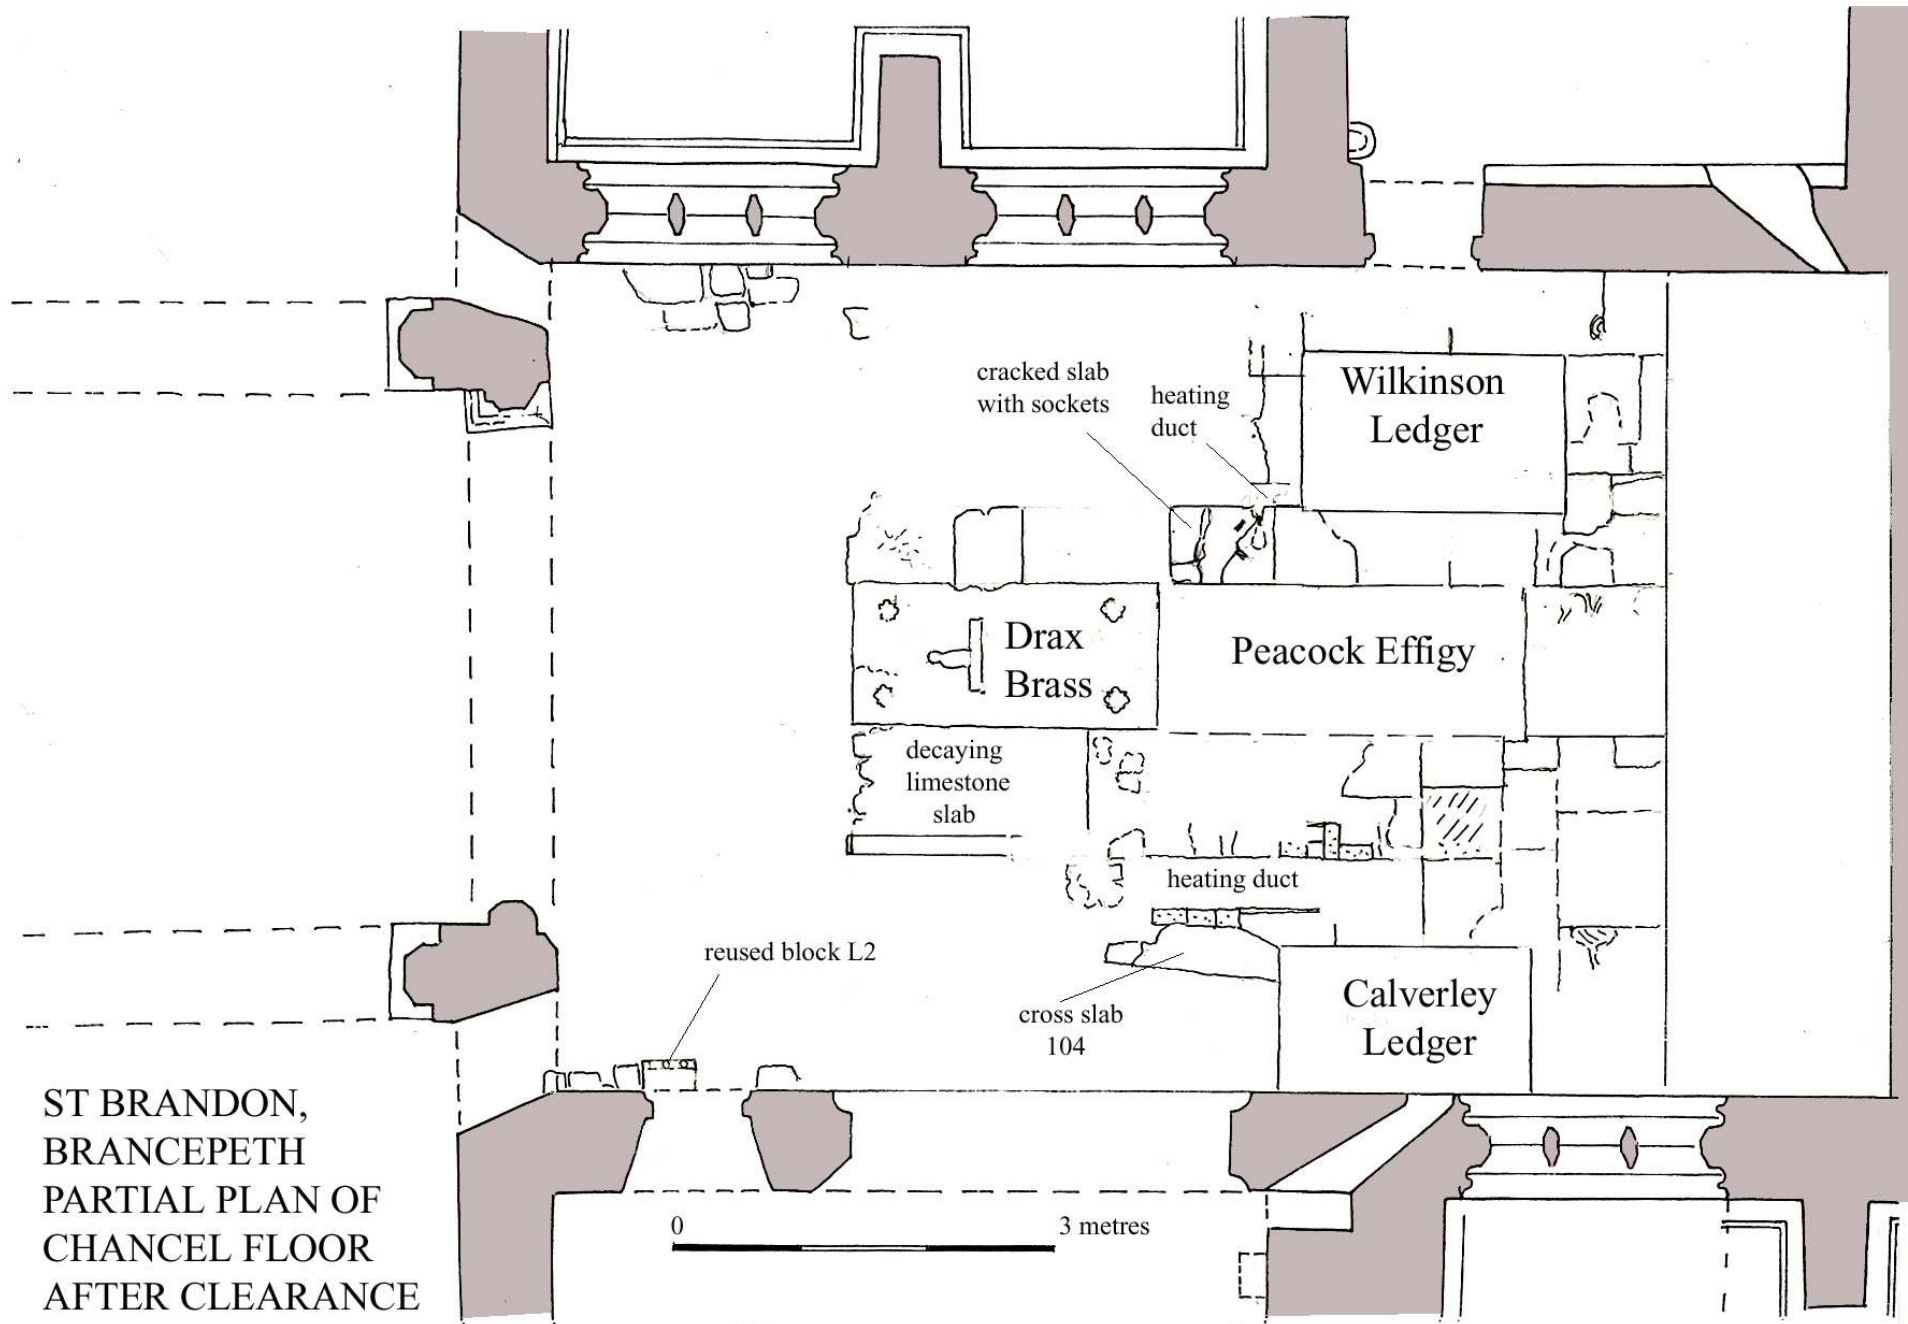 cracked slab
with sockets
heating
duct
Wilkinson
Ledger
Drax
Brass
Peacock Effigy
decaying
limestone
slab
heating duct
reused block L2
cross slab
104
Calverley
Ledger
ST BRANDON,
BRANCEPETH
PARTIAL PLAN OF
CHANCEL FLOOR
AFTER CLEARANCE
0
3 metres